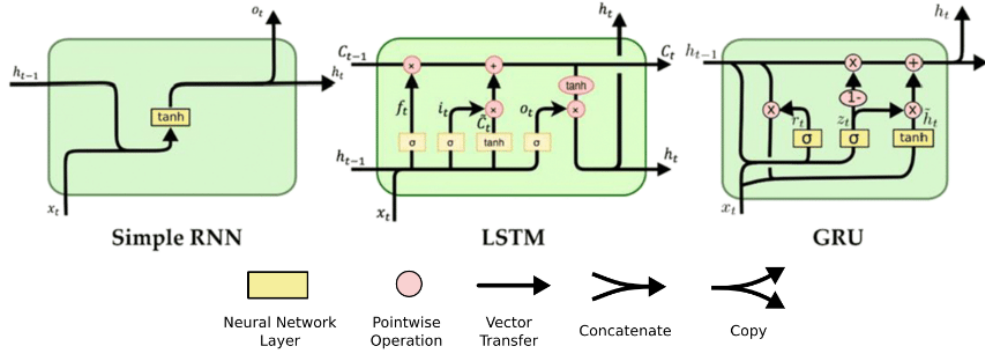 o_t
h_{t-1}
h_t
tanh
x_t
Simple RNN
h_t
C_{t-1}
C_t
×
+
tanh
f_t
i_t
×
C̃_t
o_t
×
σ
σ
tanh
σ
h_{t-1}
h_t
x_t
LSTM
h_t
h_{t-1}
x
+
1-
x
r_t
z_t
x
h̃_t
σ
σ
tanh
x_t
GRU
Neural Network
Layer
Pointwise
Operation
Vector
Transfer
Concatenate
Copy